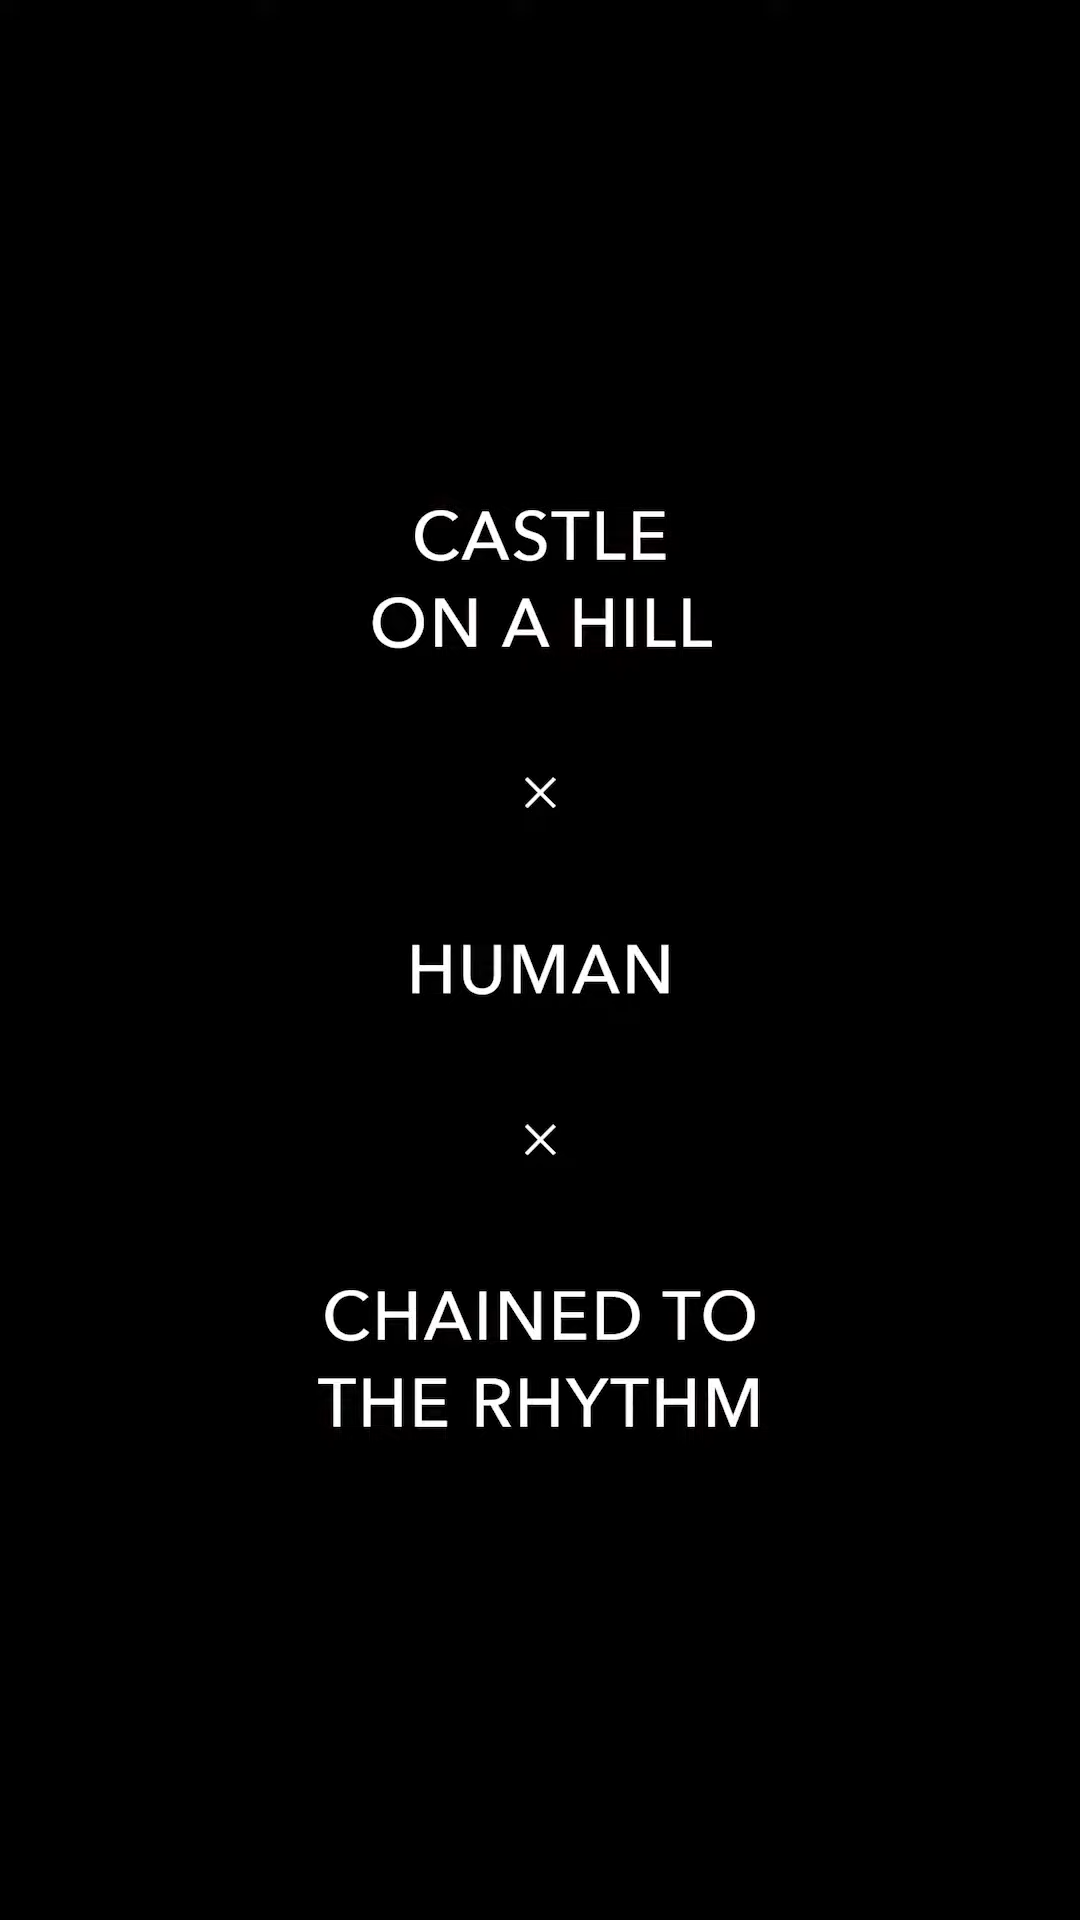 CASTLE
ON A HILL
×
HUMAN
×
CHAINED TO
THE RHYTHM